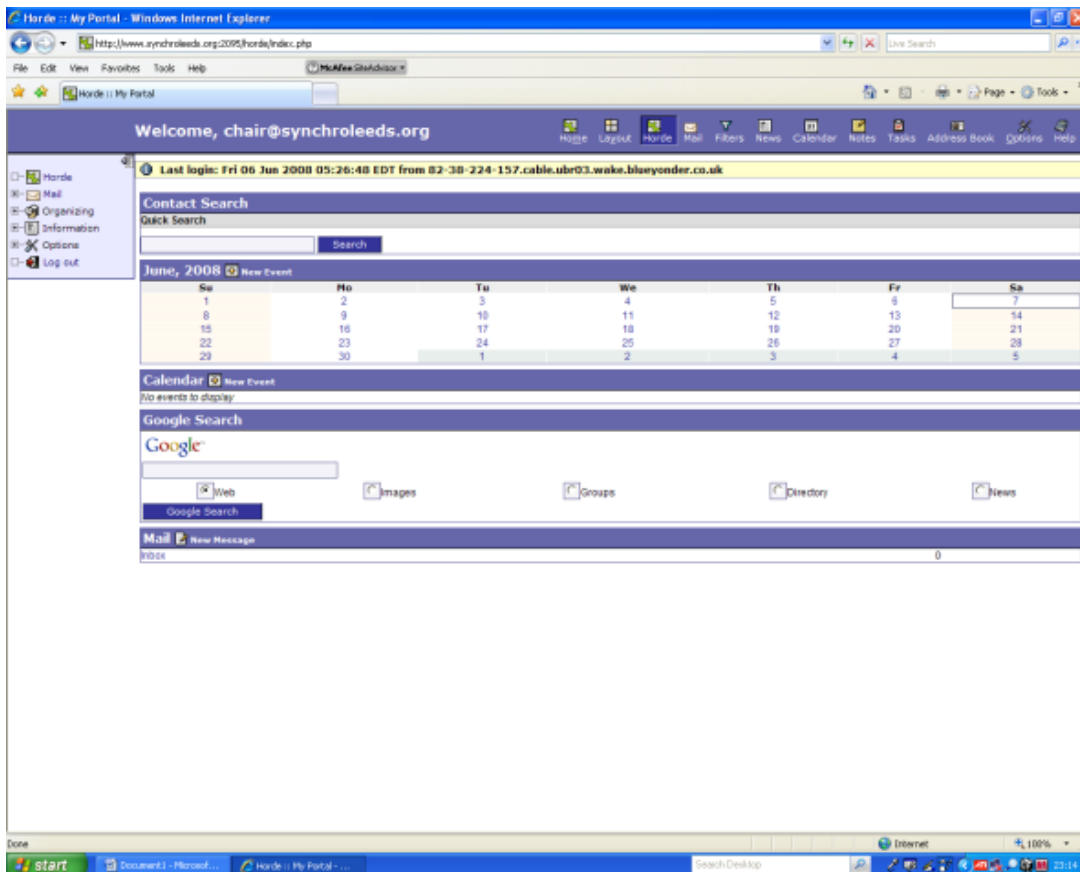 Horde :: My Portal - Windows Internet Explorer
http://www.synchroleeds.org:2095/horde/index.php
Live Search
File Edit View Favorites Tools Help
McAfee SiteAdvisor
Horde :: My Portal
Page Tools
Welcome, chair@synchroleeds.org
Home Layout Horde Mail Filters News Calendar Notes Tasks Address Book Options Help
Last login: Fri 06 Jun 2008 05:26:48 EDT from 82-38-224-157.cable.ubr03.wake.blueyonder.co.uk
Horde
Mail
Organizing
Information
Options
Log out
Contact Search
Quick Search
Search
June, 2008 New Event
Su Mo Tu We Th Fr Sa
1 2 3 4 5 6 7
8 9 10 11 12 13 14
15 16 17 18 19 20 21
22 23 24 25 26 27 28
29 30 1 2 3 4 5
Calendar New Event
No events to display
Google Search
Google
Web Images Groups Directory News
Google Search
Mail New Message
Inbox 0
Done Internet 100%
start Document1 - Microsof... Horde :: My Portal - ... Search Desktop 23:14